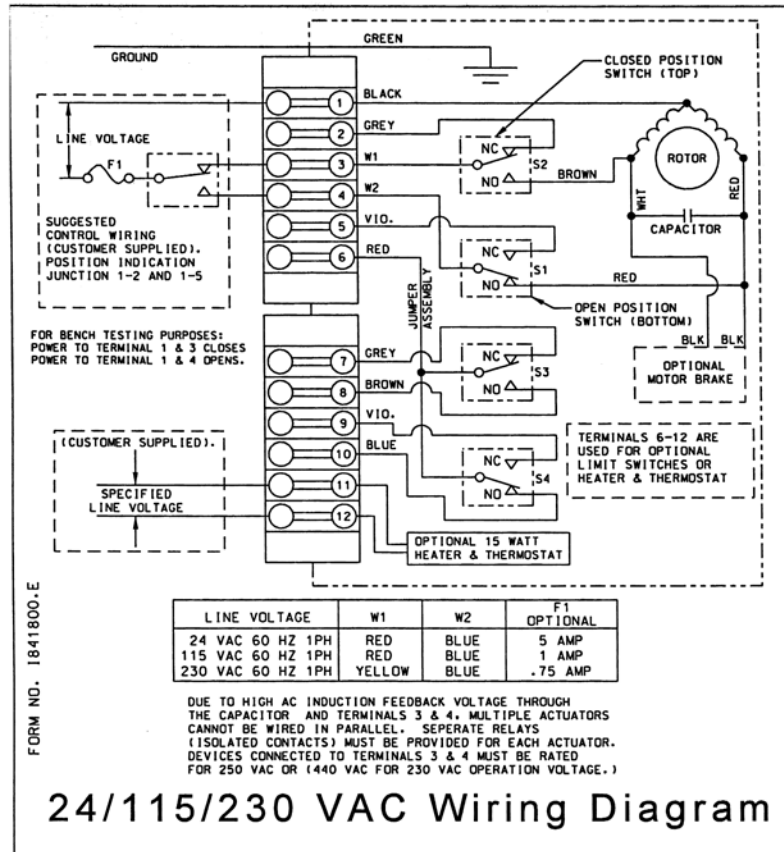 GREEN
GROUND
CLOSED POSITION
SWITCH (TOP)
1
BLACK
2
GREY
LINE VOLTAGE
F1
3
W1
NC
NO
S2
BROWN
ROTOR
4
W2
WHT
RED
CAPACITOR
SUGGESTED
CONTROL WIRING
(CUSTOMER SUPPLIED).
POSITION INDICATION
JUNCTION 1-2 AND 1-5
5
VIO.
6
RED
NC
NO
S1
RED
JUMPER
ASSEMBLY
OPEN POSITION
SWITCH (BOTTOM)
FOR BENCH TESTING PURPOSES:
POWER TO TERMINAL 1 & 3 CLOSES
POWER TO TERMINAL 1 & 4 OPENS.
BLK
BLK
OPTIONAL
MOTOR BRAKE
7
GREY
8
BROWN
NC
NO
S3
9
VIO.
10
BLUE
NC
NO
S4
TERMINALS 6-12 ARE
USED FOR OPTIONAL
LIMIT SWITCHES OR
HEATER & THERMOSTAT
(CUSTOMER SUPPLIED).
SPECIFIED
LINE VOLTAGE
11
12
OPTIONAL 15 WATT
HEATER & THERMOSTAT
FORM NO. 1841800.E
LINE VOLTAGE W1 W2 F1 OPTIONAL
24 VAC 60 HZ 1PH RED BLUE 5 AMP
115 VAC 60 HZ 1PH RED BLUE 1 AMP
230 VAC 60 HZ 1PH YELLOW BLUE .75 AMP
DUE TO HIGH AC INDUCTION FEEDBACK VOLTAGE THROUGH
THE CAPACITOR AND TERMINALS 3 & 4. MULTIPLE ACTUATORS
CANNOT BE WIRED IN PARALLEL. SEPERATE RELAYS
(ISOLATED CONTACTS) MUST BE PROVIDED FOR EACH ACTUATOR.
DEVICES CONNECTED TO TERMINALS 3 & 4 MUST BE RATED
FOR 250 VAC OR (440 VAC FOR 230 VAC OPERATION VOLTAGE.)
24/115/230 VAC Wiring Diagram